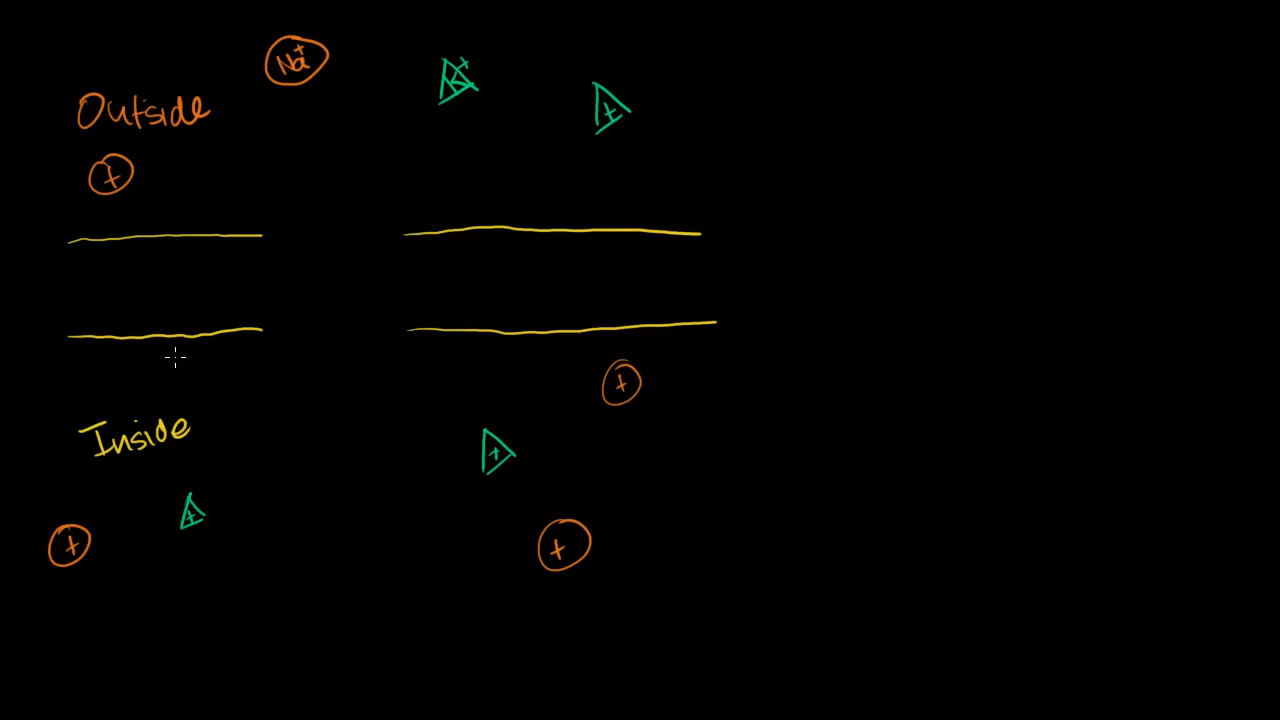 Na+
K+
Outside
+
+
+
Inside
+
+
+
+